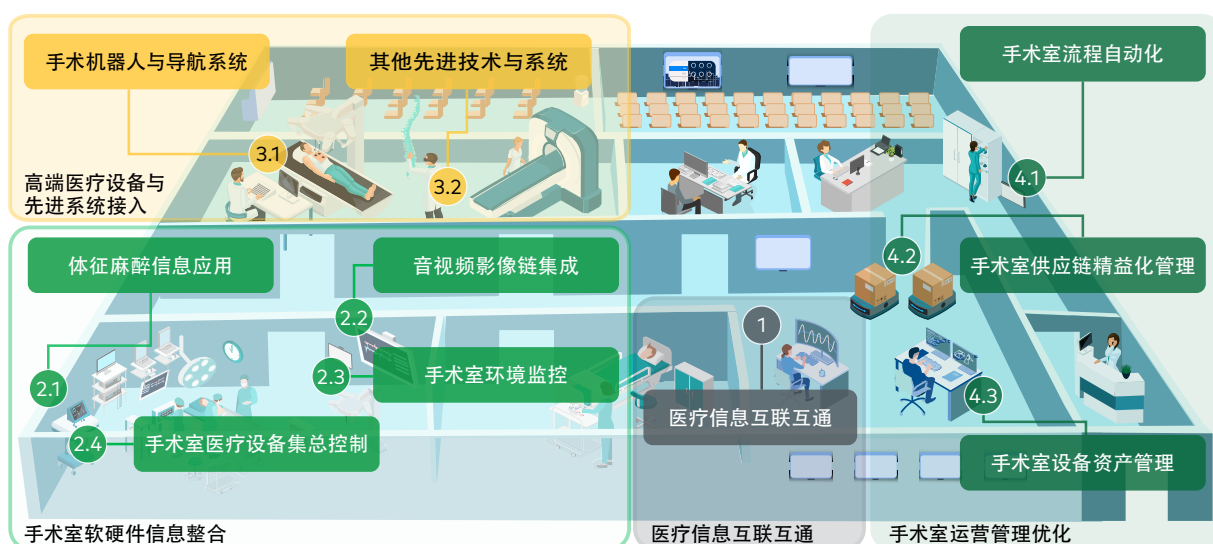 手术机器人与导航系统
其他先进技术与系统
3.1
3.2
高端医疗设备与
先进系统接入
手术室流程自动化
4.1
4.2
手术室供应链精益化管理
体征麻醉信息应用
音视频影像链集成
2.2
2.1
2.3
手术室环境监控
2.4
手术室医疗设备集总控制
手术室软硬件信息整合
1
医疗信息互联互通
医疗信息互联互通
4.3
手术室设备资产管理
手术室运营管理优化